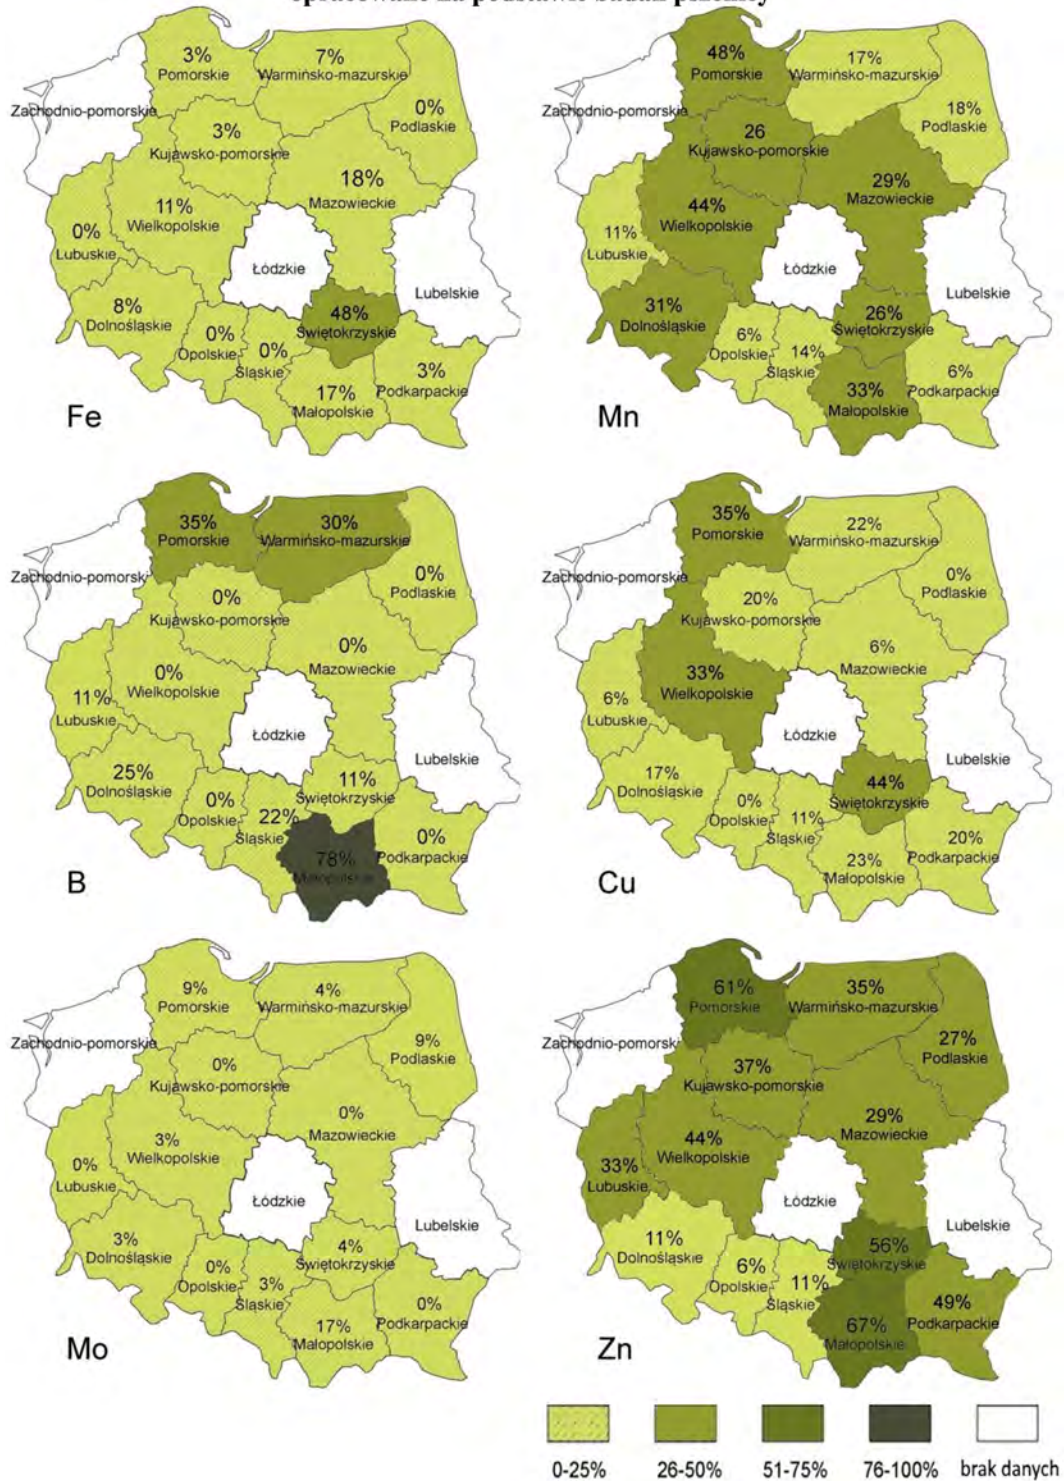 opracowane na podstawie badań pszenicy
3%
Pomorskie
7%
Warmińsko-mazurskie
Zachodnio-pomorskie
0%
Podlaskie
3%
Kujawsko-pomorskie
18%
Mazowieckie
11%
Wielkopolskie
0%
Lubuskie
Łódzkie
Lubelskie
8%
Dolnośląskie
48%
Świętokrzyskie
0%
Opolskie
0%
Śląskie
3%
Podkarpackie
17%
Małopolskie
Fe
48%
Pomorskie
17%
Warmińsko-mazurskie
Zachodnio-pomorskie
18%
Podlaskie
26
Kujawsko-pomorskie
29%
Mazowieckie
44%
Wielkopolskie
11%
Lubuskie
Łódzkie
Lubelskie
31%
Dolnośląskie
26%
Świętokrzyskie
6%
Opolskie
14%
Śląskie
6%
Podkarpackie
33%
Małopolskie
Mn
35%
Pomorskie
30%
Warmińsko-mazurskie
Zachodnio-pomorski
0%
Podlaskie
0%
Kujawsko-pomorskie
0%
Mazowieckie
0%
Wielkopolskie
11%
Lubuskie
Łódzkie
Lubelskie
25%
Dolnośląskie
11%
Świętokrzyskie
0%
Opolskie
22%
Śląskie
0%
Podkarpackie
78%
Małopolskie
B
35%
Pomorskie
22%
Warmińsko-mazurskie
Zachodnio-pomorskie
0%
Podlaskie
20%
Kujawsko-pomorskie
6%
Mazowieckie
33%
Wielkopolskie
6%
Lubuskie
Łódzkie
Lubelskie
17%
Dolnośląskie
44%
Świętokrzyskie
0%
Opolskie
11%
Śląskie
20%
Podkarpackie
23%
Małopolskie
Cu
9%
Pomorskie
4%
Warmińsko-mazurskie
Zachodnio-pomorskie
9%
Podlaskie
0%
Kujawsko-pomorskie
0%
Mazowieckie
3%
Wielkopolskie
0%
Lubuskie
Łódzkie
Lubelskie
3%
Dolnośląskie
4%
Świętokrzyskie
0%
Opolskie
3%
Śląskie
0%
Podkarpackie
17%
Małopolskie
Mo
61%
Pomorskie
35%
Warmińsko-mazurskie
Zachodnio-pomorskie
27%
Podlaskie
37%
Kujawsko-pomorskie
29%
Mazowieckie
44%
Wielkopolskie
33%
Lubuskie
Łódzkie
Lubelskie
11%
Dolnośląskie
56%
Świętokrzyskie
6%
Opolskie
11%
Śląskie
49%
Podkarpackie
67%
Małopolskie
Zn
0-25% 26-50% 51-75% 76-100% brak danych